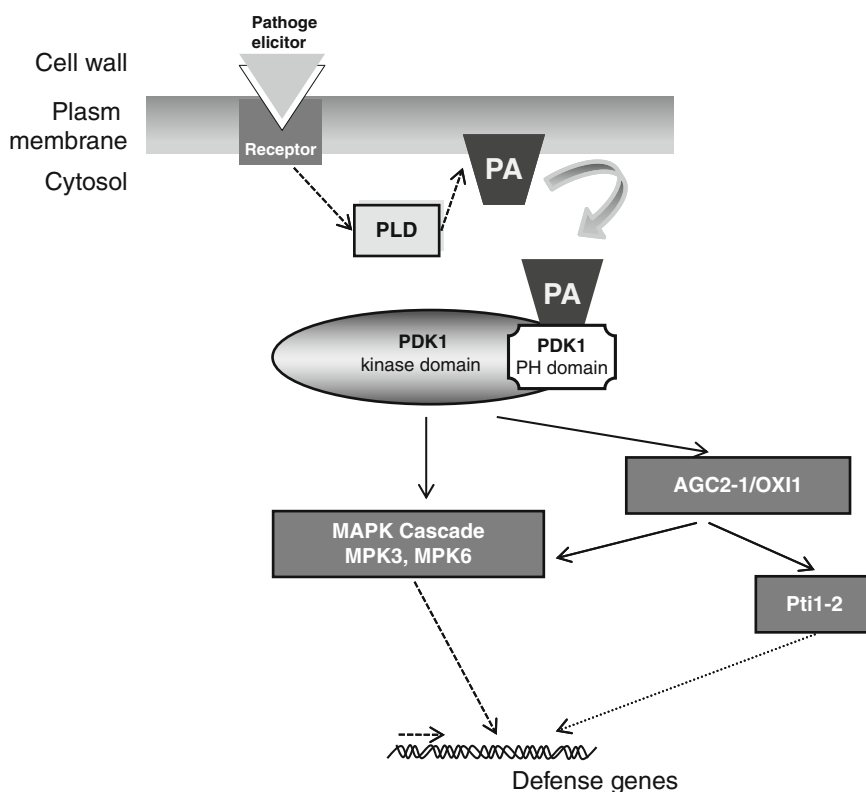 Pathoge
elicitor
Cell wall
Plasm
membrane
Receptor
Cytosol
PA
PLD
PA
PDK1
kinase domain
PDK1
PH domain
AGC2-1/OXI1
MAPK Cascade
MPK3, MPK6
Pti1-2
Defense genes